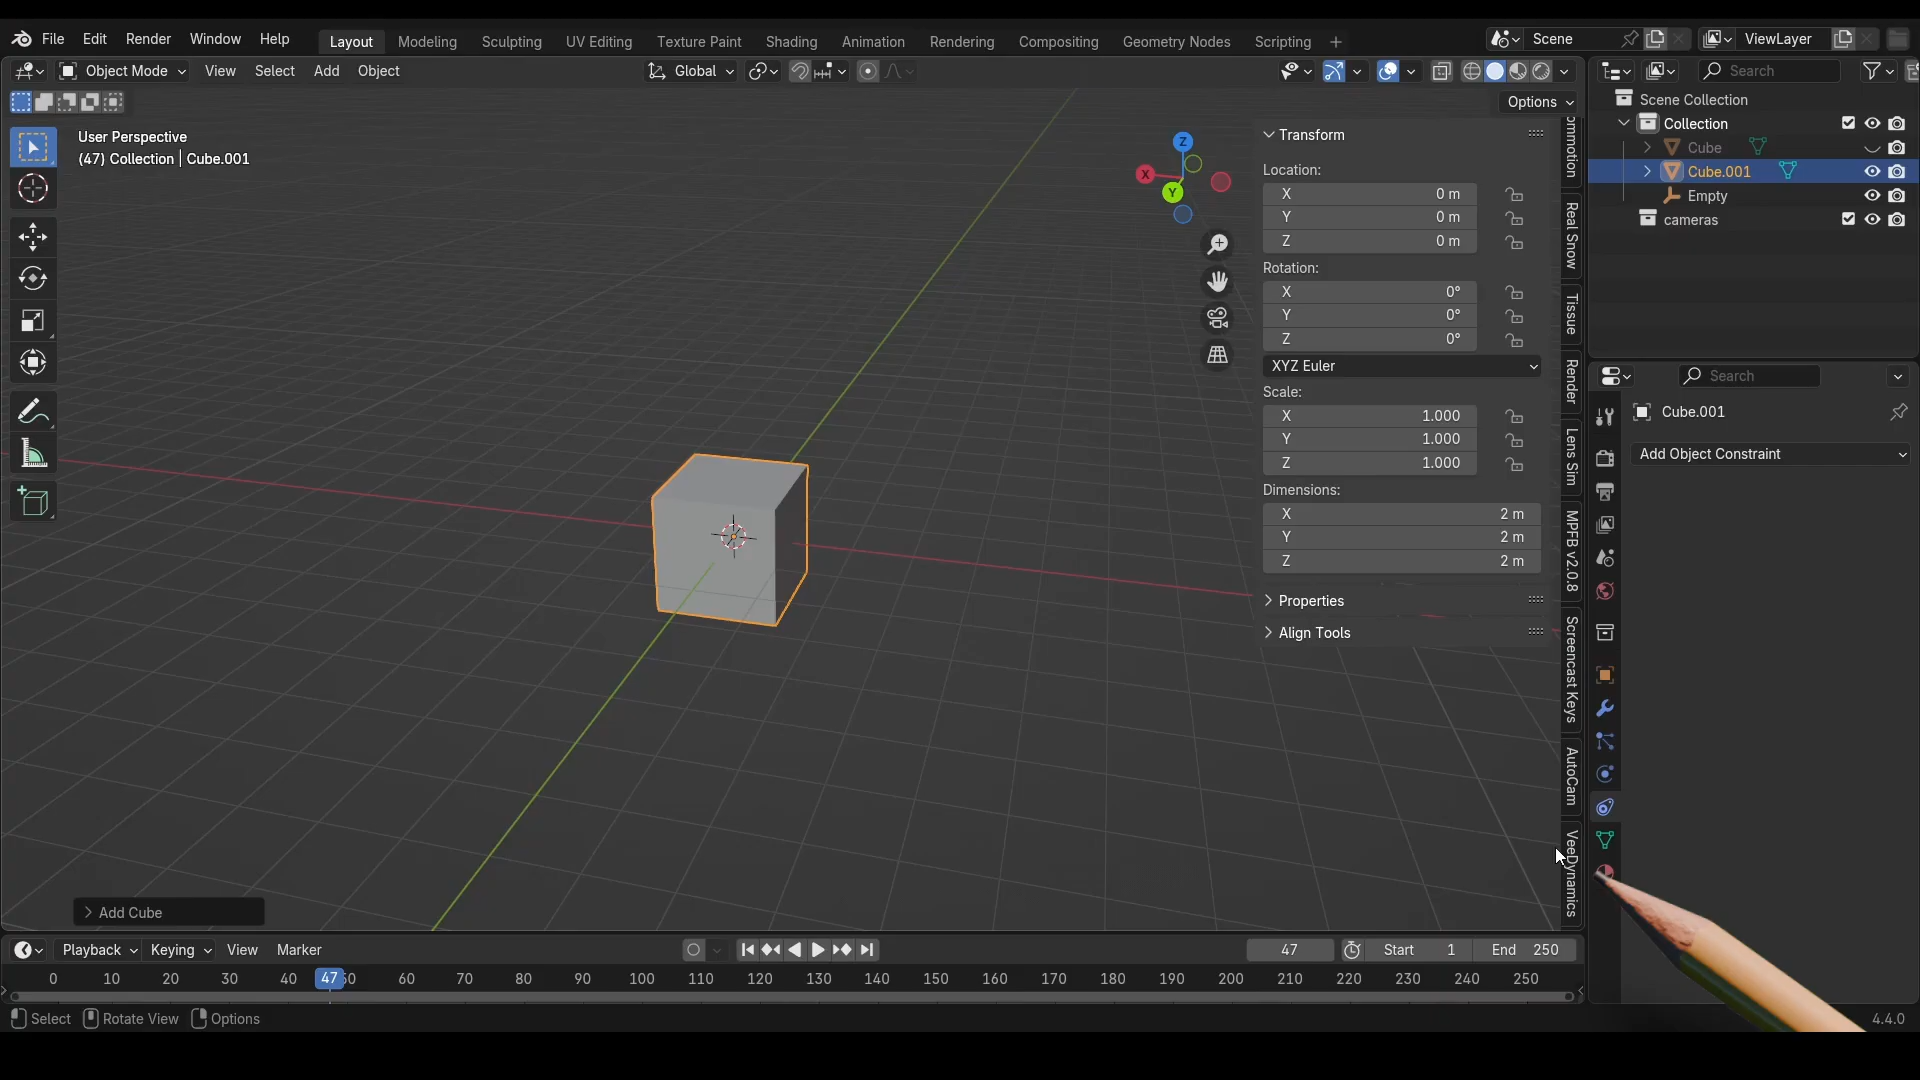 File Edit Render Window Help Layout Modeling Sculpting UV Editing Texture Paint Shading Animation Rendering Compositing Geometry Nodes Scripting + Scene ViewLayer
Object Mode View Select Add Object Global Search
Options
User Perspective
(47) Collection | Cube.001
Z
X
Y
Transform
Location:
X 0 m
Y 0 m
Z 0 m
Rotation:
X 0°
Y 0°
Z 0°
XYZ Euler
Scale:
X 1.000
Y 1.000
Z 1.000
Dimensions:
X 2 m
Y 2 m
Z 2 m
Properties
Align Tools
Real Snow
Tissue
Render
Lens Sim
MPFB v2.0.8
Screencast Keys
AutoCam
VeeDynamics
Scene Collection
Collection
Cube
Cube.001
Empty
cameras
Search
Cube.001
Add Object Constraint
Add Cube
Playback Keying View Marker 47 Start 1 End 250
0 10 20 30 40 47 60 70 80 90 100 110 120 130 140 150 160 170 180 190 200 210 220 230 240 250
Select Rotate View Options 4.4.0